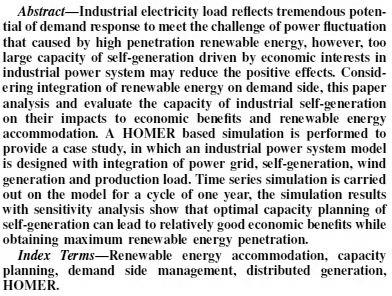 Abstract—Industrial electricity load reflects tremendous poten-
tial of demand response to meet the challenge of power fluctuation
that caused by high penetration renewable energy, however, too
large capacity of self-generation driven by economic interests in
industrial power system may reduce the positive effects. Consid-
ering integration of renewable energy on demand side, this paper
analysis and evaluate the capacity of industrial self-generation
on their impacts to economic benefits and renewable energy
accommodation. A HOMER based simulation is performed to
provide a case study, in which an industrial power system model
is designed with integration of power grid, self-generation, wind
generation and production load. Time series simulation is carried
out on the model for a cycle of one year, the simulation results
with sensitivity analysis show that optimal capacity planning of
self-generation can lead to relatively good economic benefits while
obtaining maximum renewable energy penetration.
Index Terms—Renewable energy accommodation, capacity
planning, demand side management, distributed generation,
HOMER.